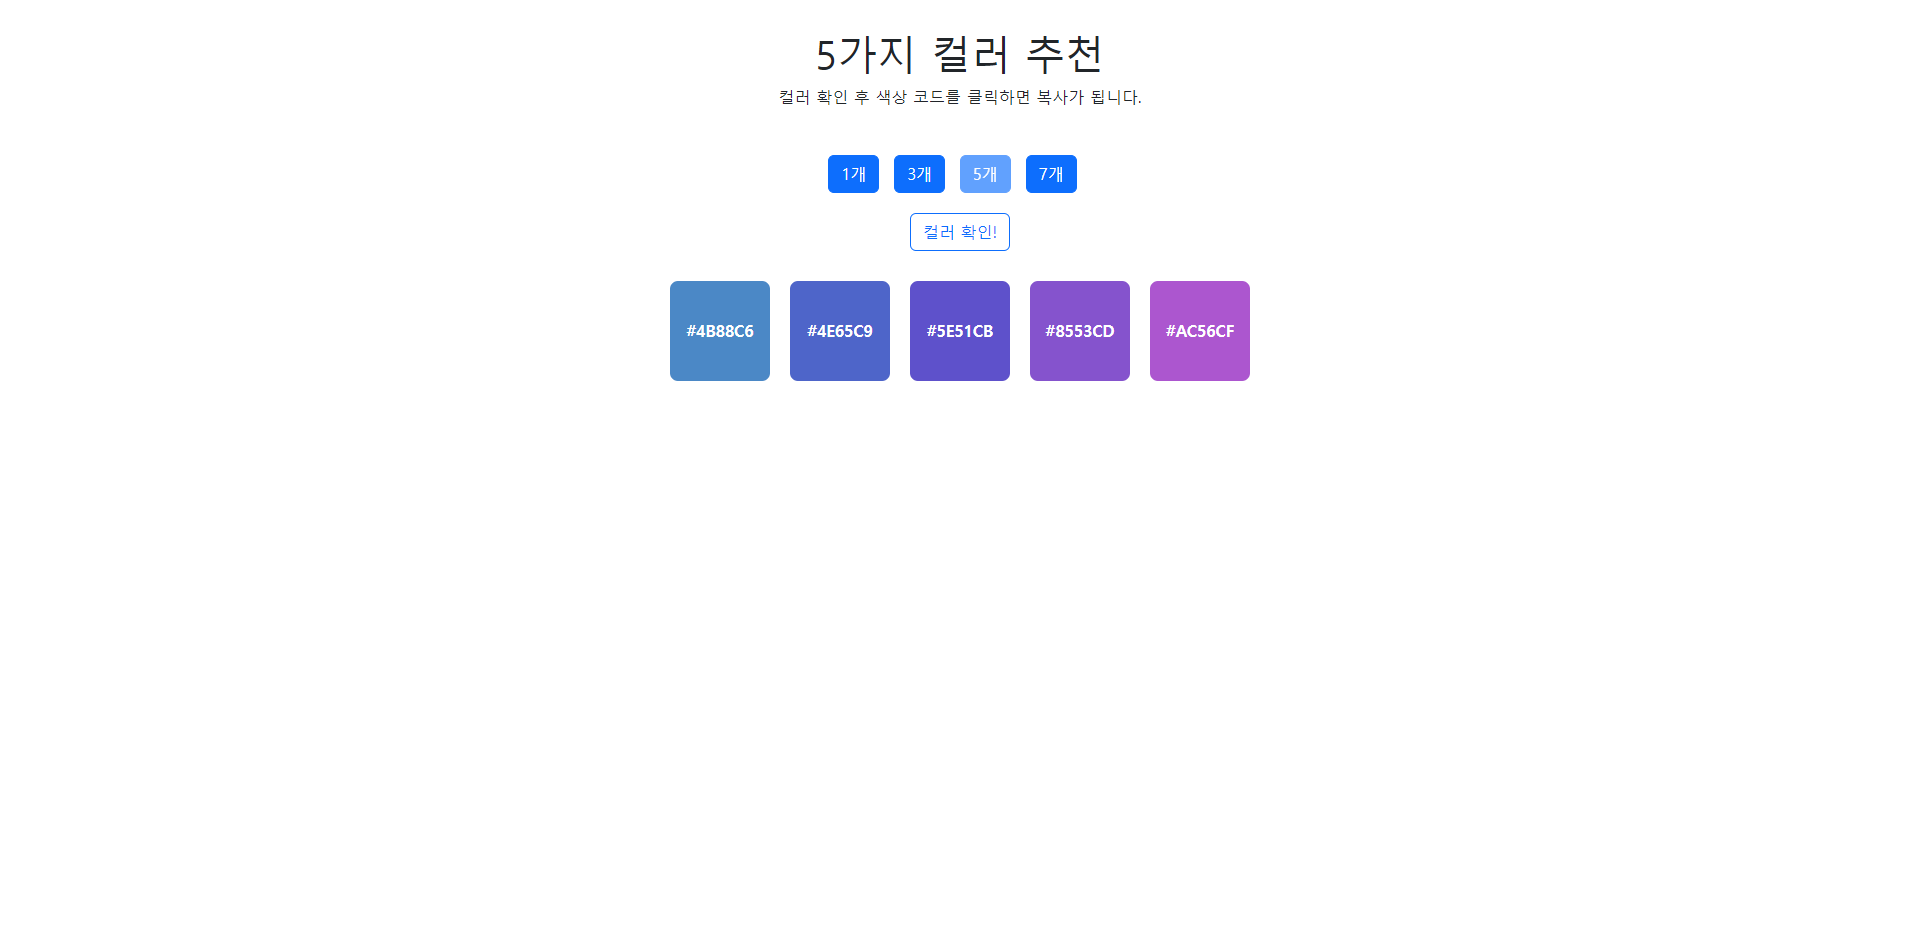 5가지 컬러 추천
컬러 확인 후 색상 코드를 클릭하면 복사가 됩니다.
1개 3개 5개 7개
컬러 확인!
#4B88C6 #4E65C9 #5E51CB #8553CD #AC56CF